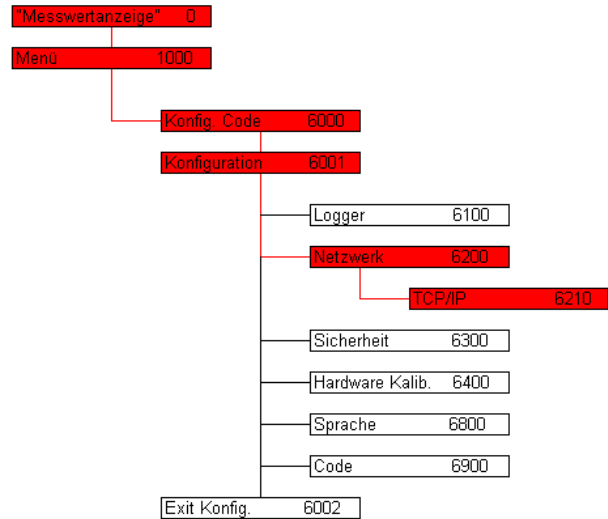 "Messwertanzeige" 0
Menü 1000
Konfig. Code 6000
Konfiguration 6001
Logger 6100
Netzwerk 6200
TCP/IP 6210
Sicherheit 6300
Hardware Kalib. 6400
Sprache 6800
Code 6900
Exit Konfig. 6002